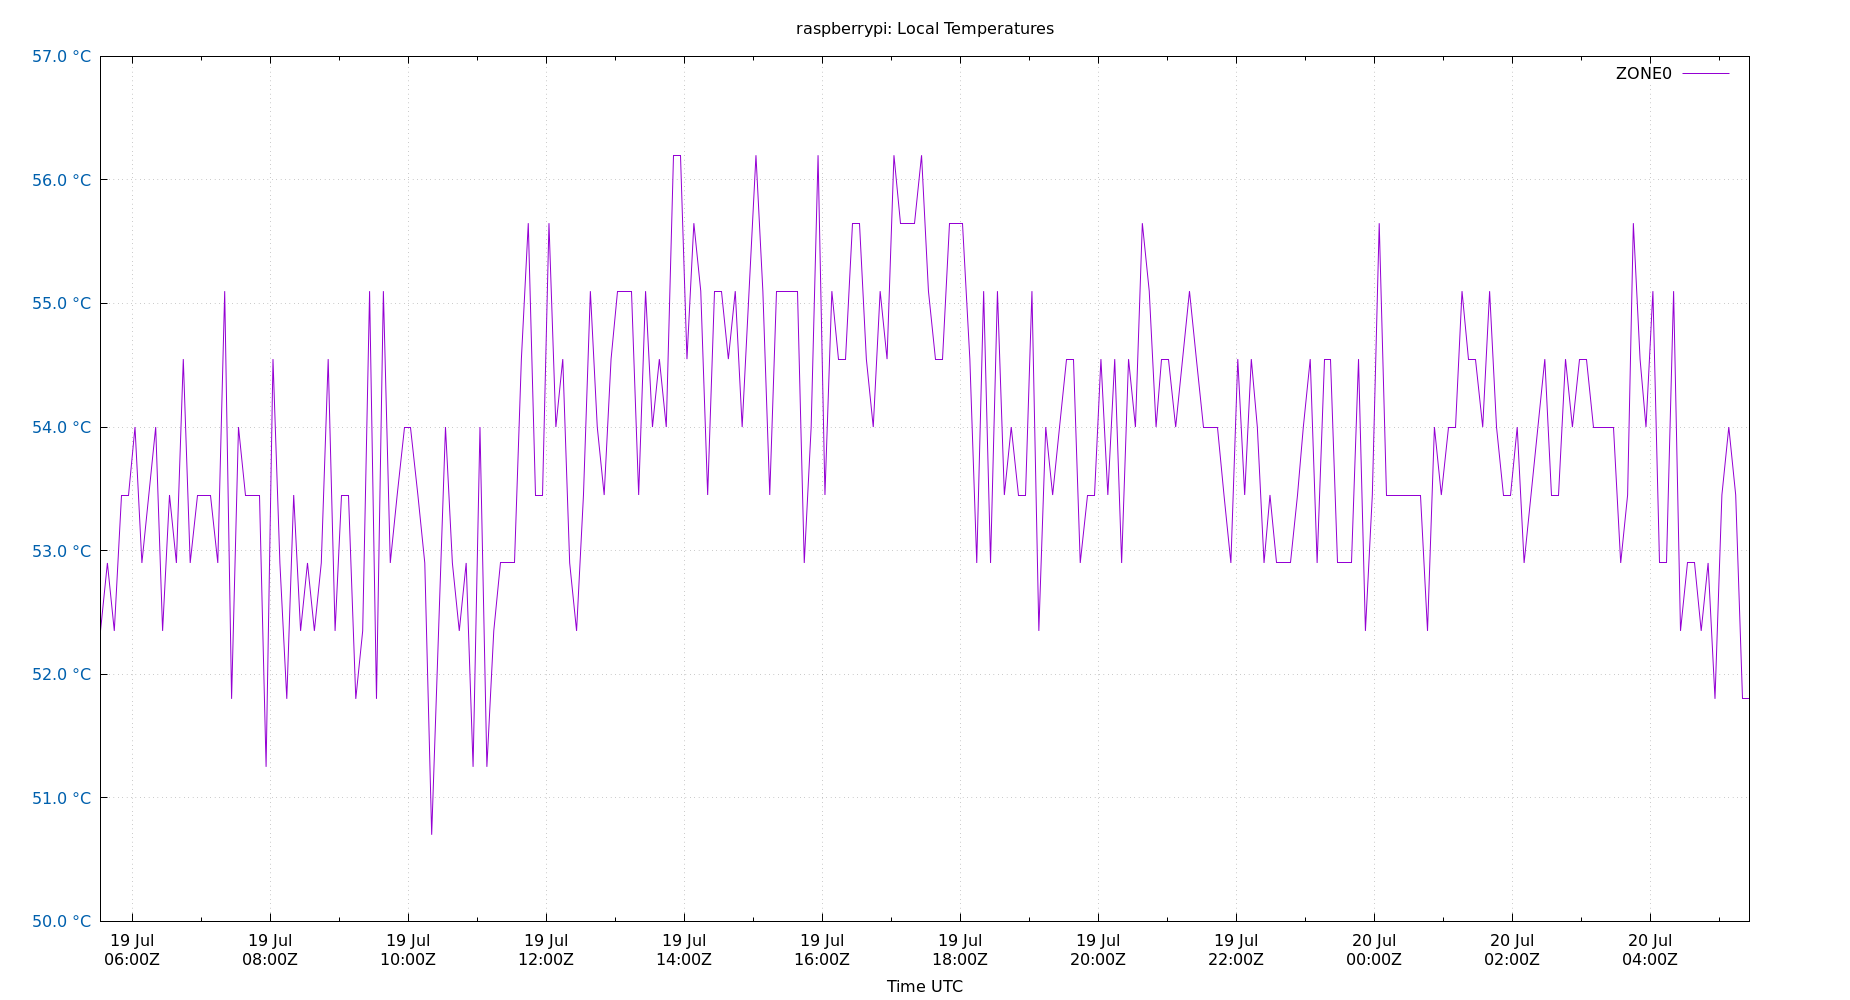 raspberrypi: Local Temperatures
57.0 °C
ZONE0
56.0 °C
55.0 °C
54.0 °C
53.0 °C
52.0 °C
51.0 °C
50.0 °C
19 Jul 19 Jul 19 Jul 19 Jul 19 Jul 19 Jul 19 Jul 19 Jul 19 Jul 20 Jul 20 Jul 20 Jul
06:00Z 08:00Z 10:00Z 12:00Z 14:00Z 16:00Z 18:00Z 20:00Z 22:00Z 00:00Z 02:00Z 04:00Z
Time UTC